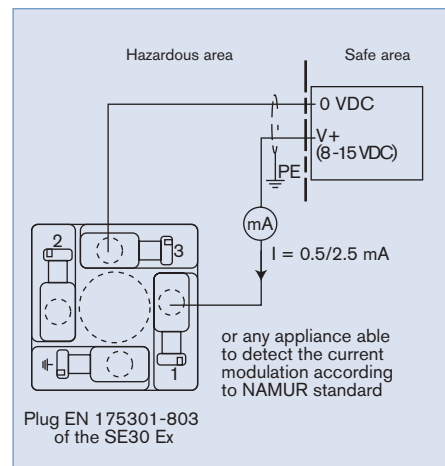 Hazardous area
Safe area
0 VDC
V+
(8-15 VDC)
PE
mA
I = 0.5/2.5 mA
2
3
1
or any appliance able
to detect the current
modulation according
to NAMUR standard
Plug EN 175301-803
of the SE30 Ex